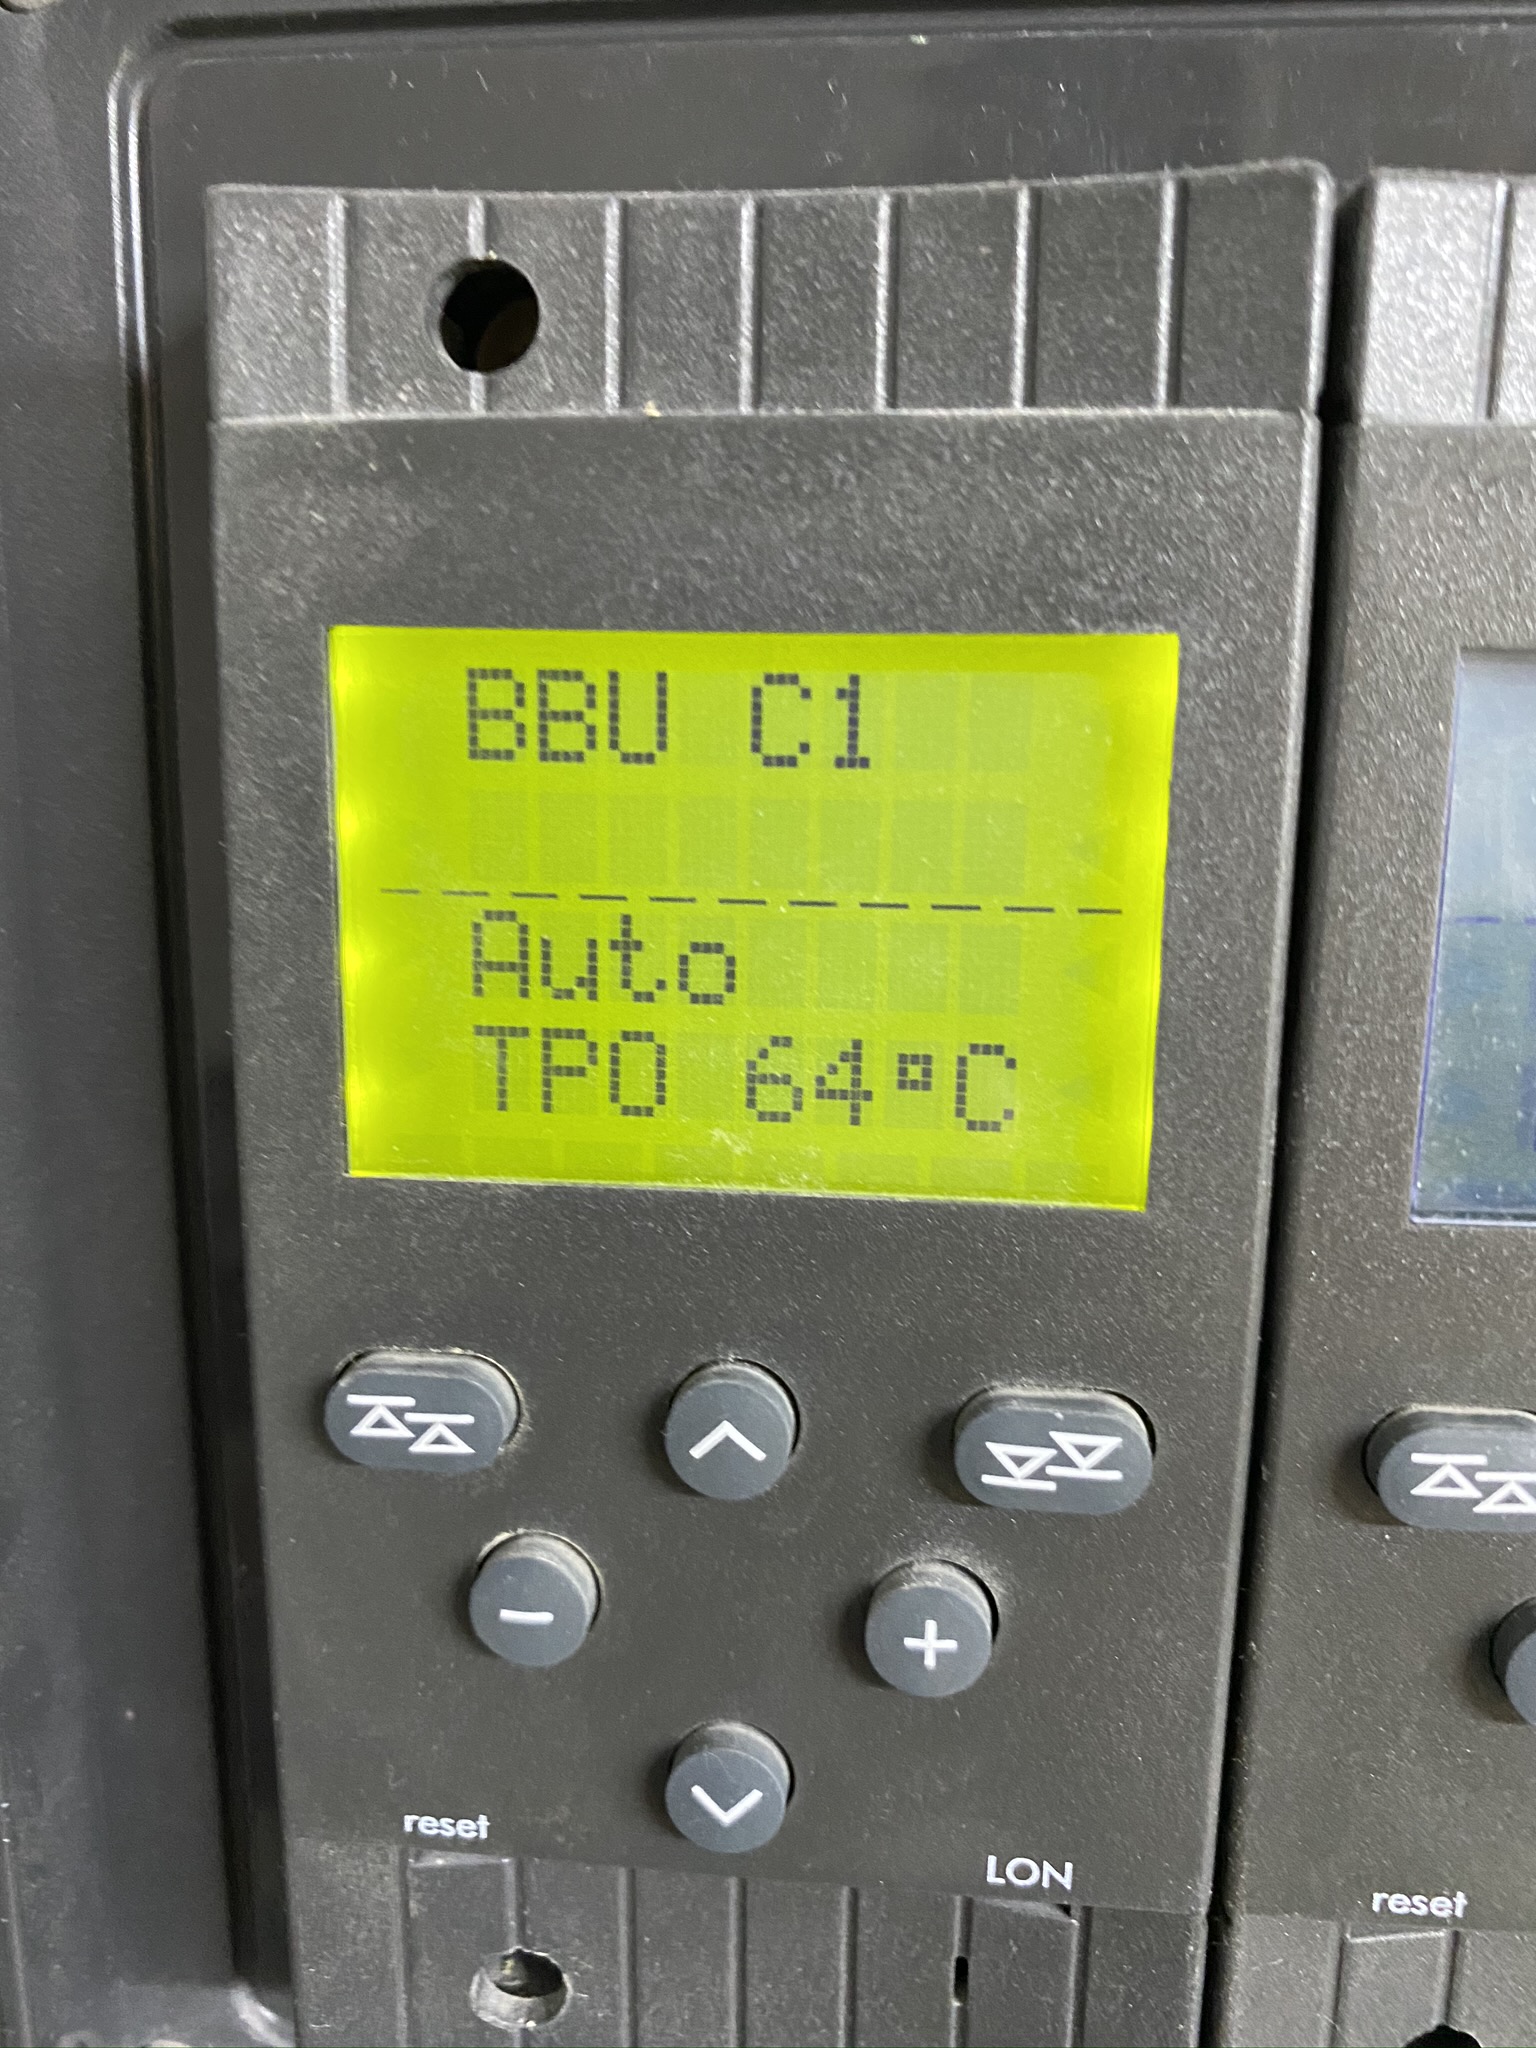 BBU C1
Auto
TPO 64°C
-
+
reset
LON
reset